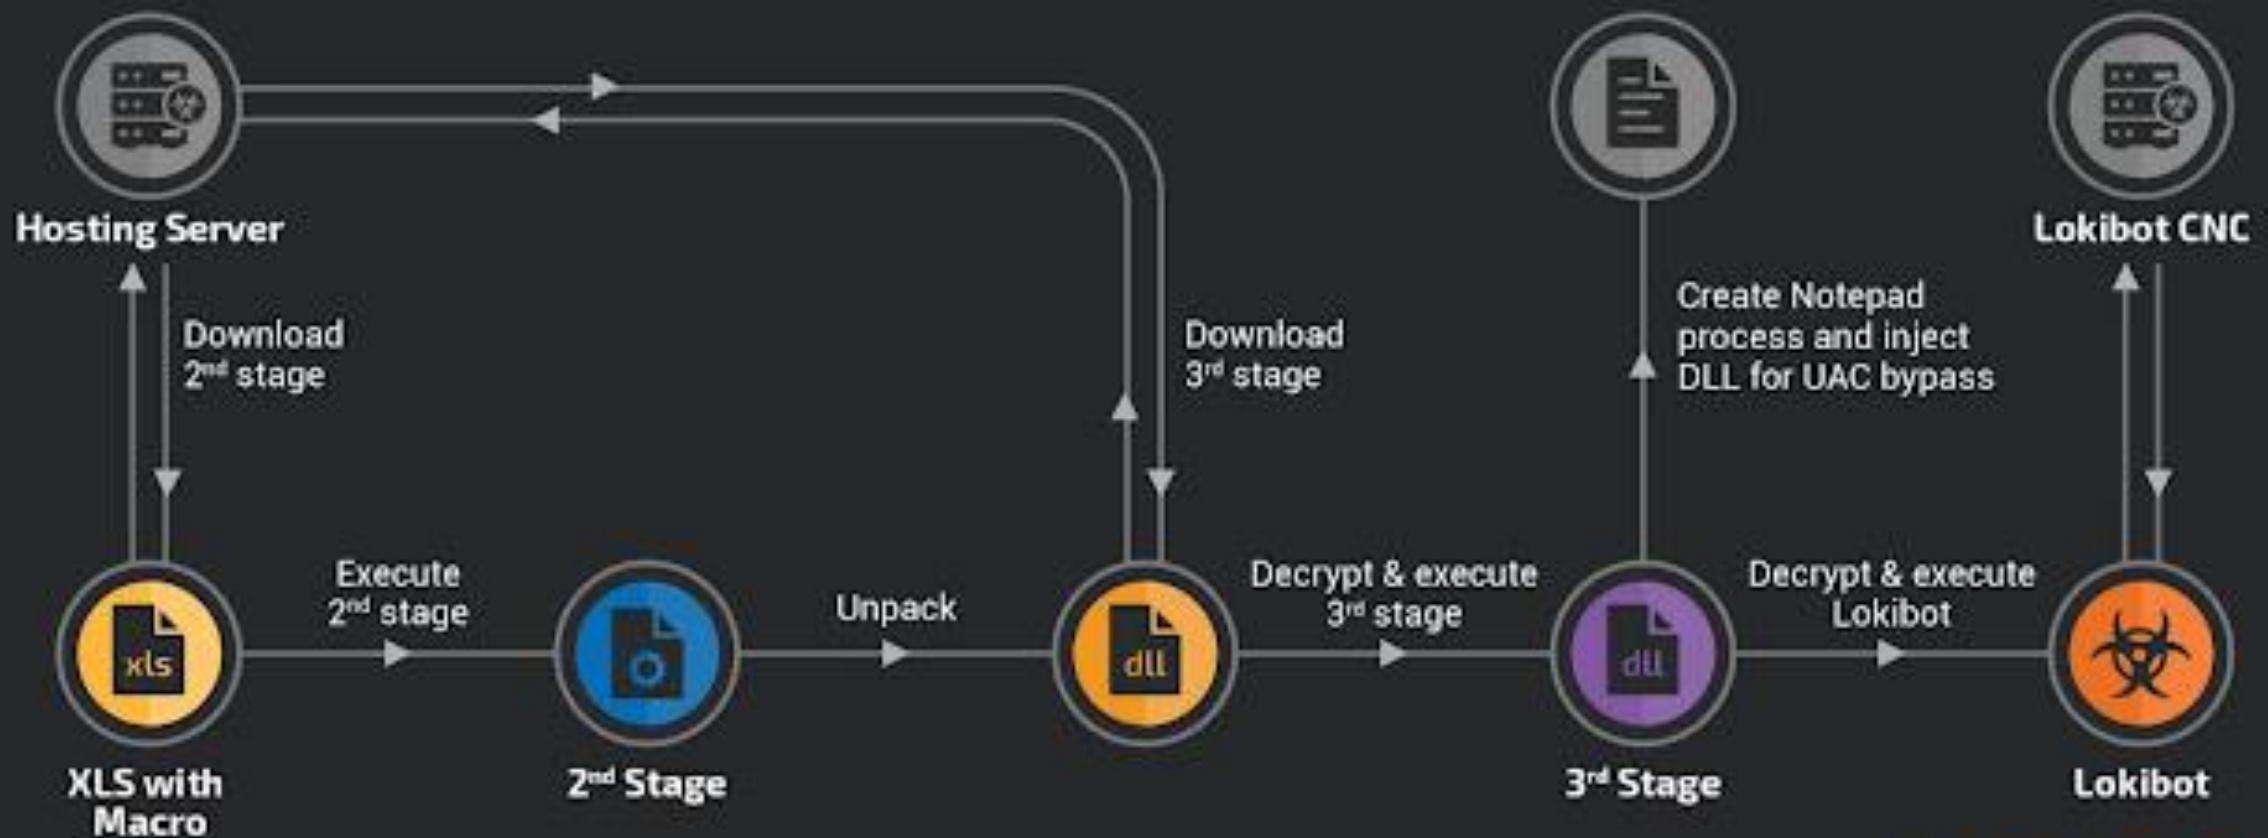 Hosting Server
Lokibot CNC
Download
2nd stage
Download
3rd stage
Create Notepad
process and inject
DLL for UAC bypass
Execute
2nd stage
Unpack
Decrypt & execute
3rd stage
Decrypt & execute
Lokibot
xls
dll
dll
XLS with
Macro
2nd Stage
3rd Stage
Lokibot